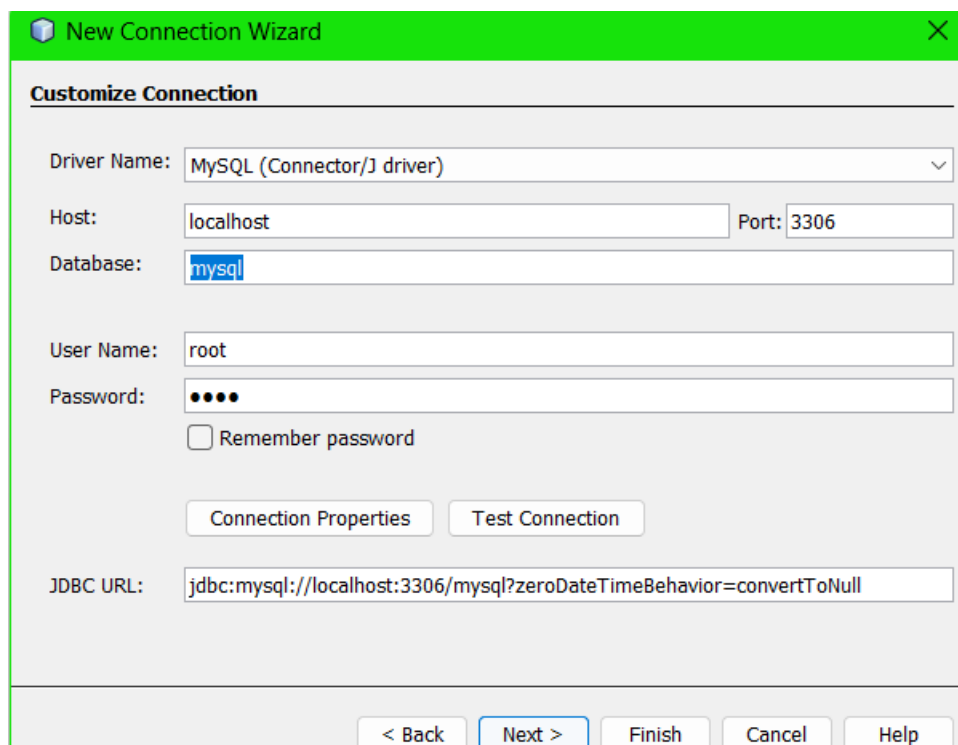 New Connection Wizard
Customize Connection
Driver Name: MySQL (Connector/J driver)
Host: localhost Port: 3306
Database: mysql
User Name: root
Password: ••••
Remember password
Connection Properties Test Connection
JDBC URL: jdbc:mysql://localhost:3306/mysql?zeroDateTimeBehavior=convertToNull
< Back Next > Finish Cancel Help